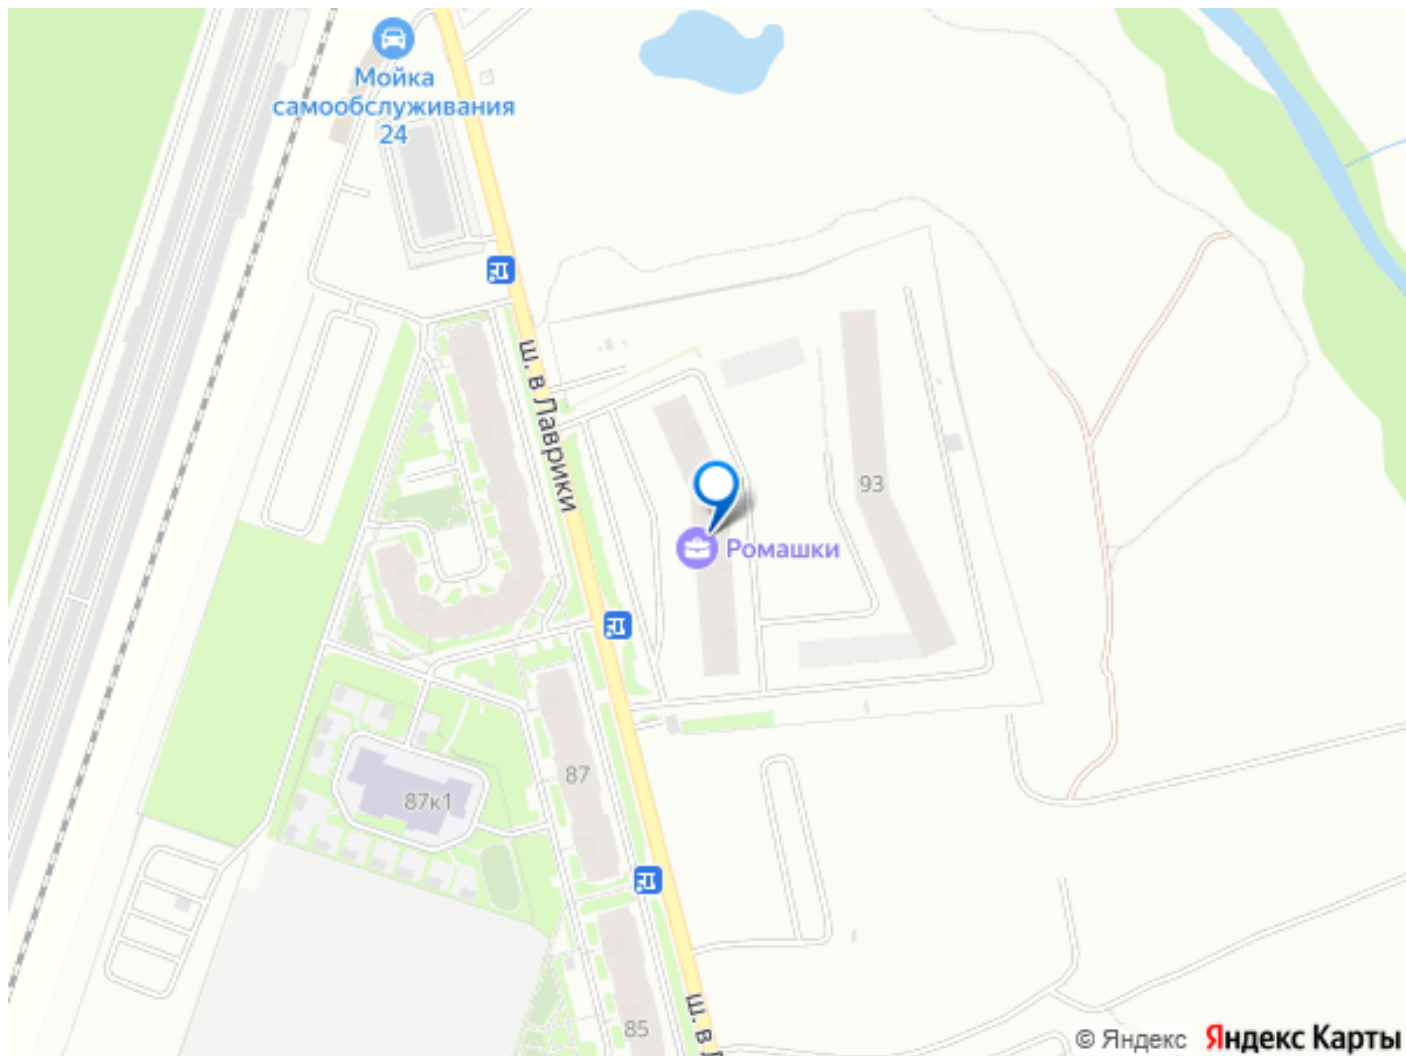 Мойка
самообслуживания
24
ш. в Лаврики
93
Ромашки
87
87к1
85
ш. в Л
© Яндекс Яндекс Карты